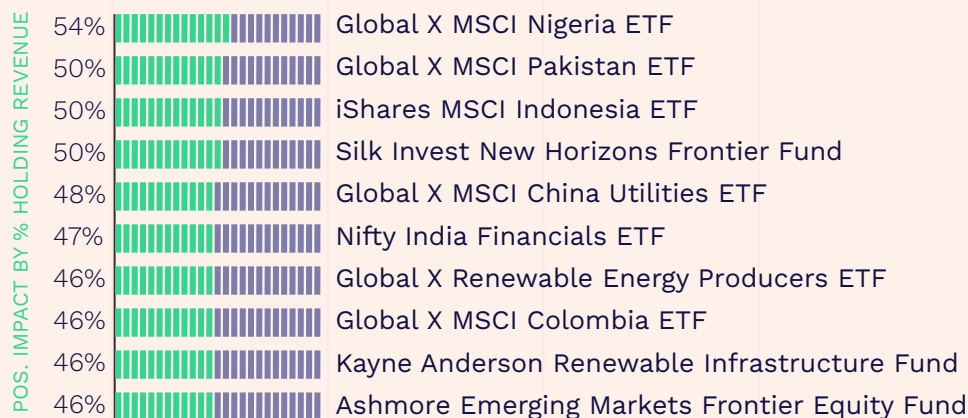 POS. IMPACT BY % HOLDING REVENUE
54% Global X MSCI Nigeria ETF
50% Global X MSCI Pakistan ETF
50% iShares MSCI Indonesia ETF
50% Silk Invest New Horizons Frontier Fund
48% Global X MSCI China Utilities ETF
47% Nifty India Financials ETF
46% Global X Renewable Energy Producers ETF
46% Global X MSCI Colombia ETF
46% Kayne Anderson Renewable Infrastructure Fund
46% Ashmore Emerging Markets Frontier Equity Fund